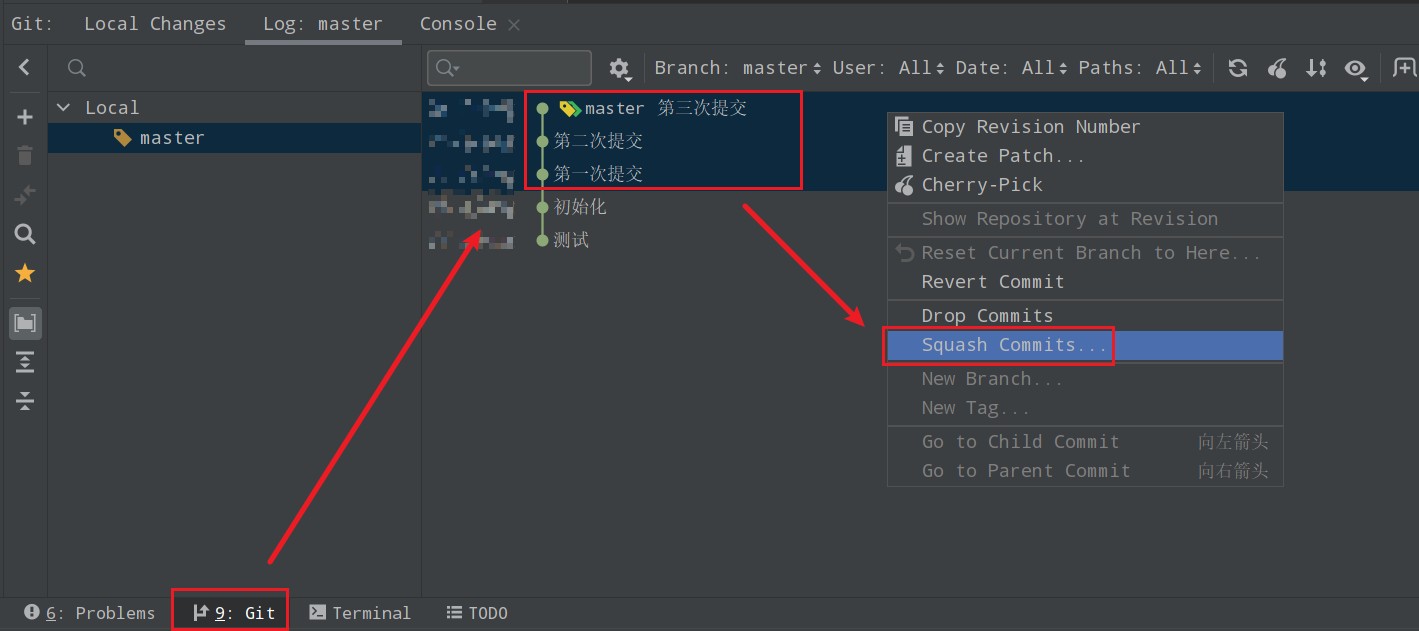 Git: Local Changes Log: master Console
Branch: master User: All Date: All Paths: All
Local
master
master 第三次提交
第二次提交
第一次提交
初始化
测试
Copy Revision Number
Create Patch...
Cherry-Pick
Show Repository at Revision
Reset Current Branch to Here...
Revert Commit
Drop Commits
Squash Commits...
New Branch...
New Tag...
Go to Child Commit 向左箭头
Go to Parent Commit 向右箭头
6: Problems 9: Git Terminal TODO